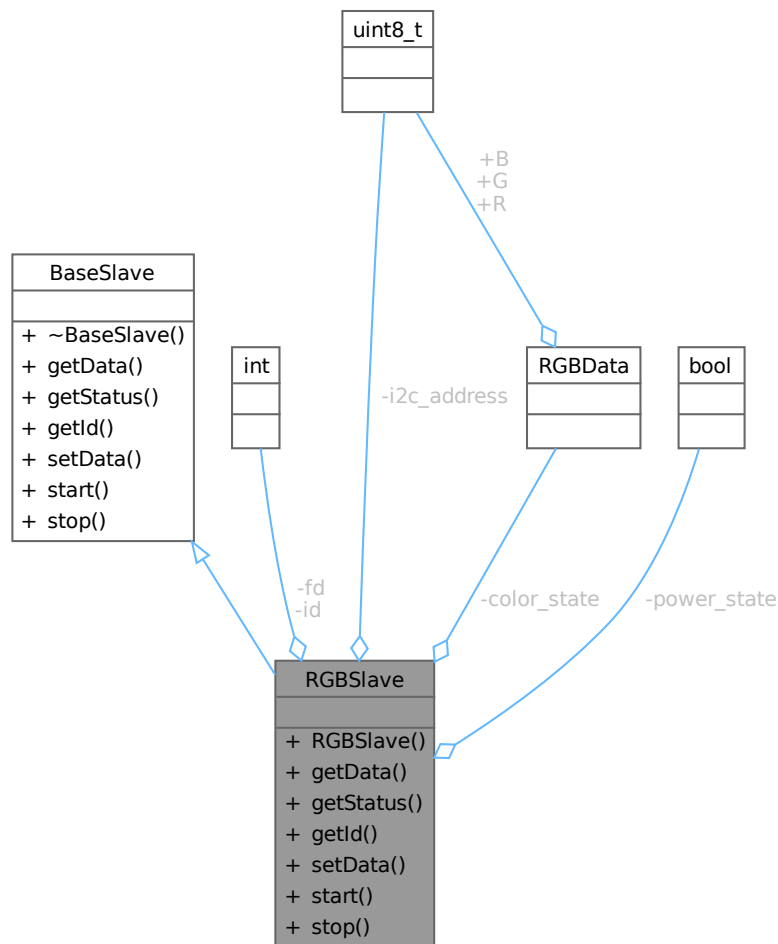 uint8_t
+B
+G
+R
BaseSlave
+ ~BaseSlave()
+ getData()
+ getStatus()
+ getId()
+ setData()
+ start()
+ stop()
int
RGBData
bool
-i2c_address
-fd
-id
-color_state
-power_state
RGBSlave
+ RGBSlave()
+ getData()
+ getStatus()
+ getId()
+ setData()
+ start()
+ stop()